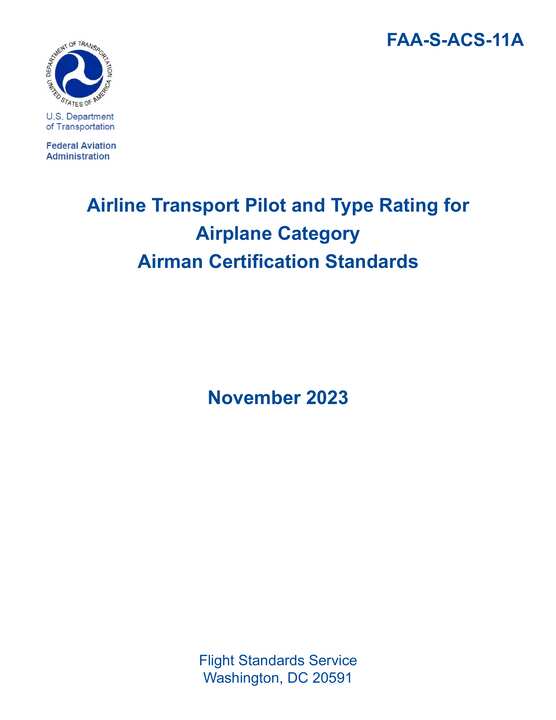 FAA-S-ACS-11A
DEPARTMENT OF TRANSPORTATION
UNITED STATES OF AMERICA
U.S. Department
of Transportation
Federal Aviation
Administration
Airline Transport Pilot and Type Rating for
Airplane Category
Airman Certification Standards
November 2023
Flight Standards Service
Washington, DC 20591